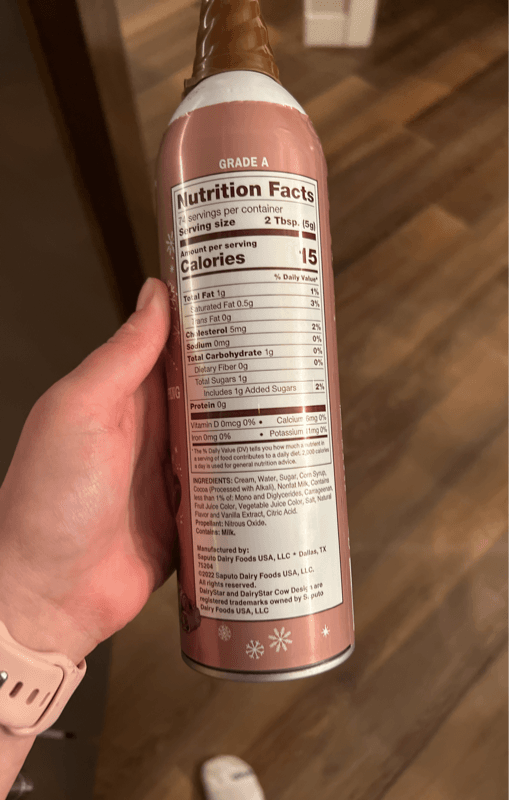 GRADE A
Nutrition Facts
74 servings per container
Serving size 2 Tbsp. (5g)
Amount per serving
Calories 15
% Daily Value*
Total Fat 1g 1%
Saturated Fat 0.5g 3%
Trans Fat 0g
Cholesterol 5mg 2%
Sodium 0mg 0%
Total Carbohydrate 1g 0%
Dietary Fiber 0g 0%
Total Sugars 1g
Includes 1g Added Sugars 2%
Protein 0g
Vitamin D 0mcg 0% • Calcium 6mg 0%
Iron 0mg 0% • Potassium 11mg 0%
*The % Daily Value (DV) tells you how much a nutrient in
a serving of food contributes to a daily diet. 2,000 calories
a day is used for general nutrition advice.
INGREDIENTS: Cream, Water, Sugar, Corn Syrup,
Cocoa (Processed with Alkali), Nonfat Milk, Contains
less than 1% of: Mono and Diglycerides, Carrageenan,
Fruit Juice Color, Vegetable Juice Color, Salt, Natural
Flavor and Vanilla Extract, Citric Acid.
Propellant: Nitrous Oxide.
Contains: Milk.
Manufactured by:
Saputo Dairy Foods USA, LLC • Dallas, TX
75204
©2022 Saputo Dairy Foods USA, LLC.
All rights reserved.
DairyStar and DairyStar Cow Design are
registered trademarks owned by Saputo
Dairy Foods USA, LLC